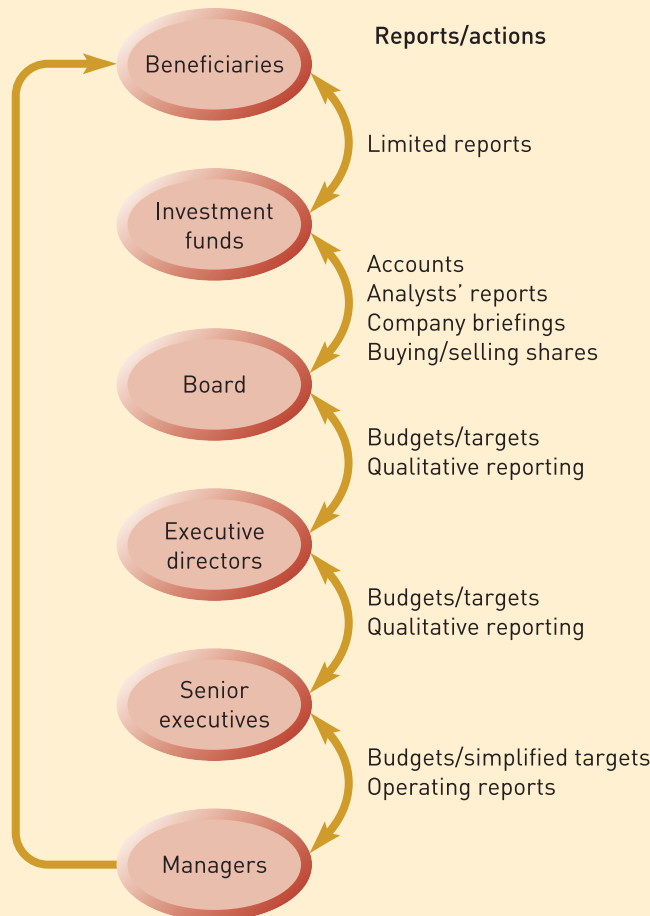 Reports/actions
Beneficiaries
Limited reports
Investment
funds
Accounts
Analysts’ reports
Company briefings
Buying/selling shares
Board
Budgets/targets
Qualitative reporting
Executive
directors
Budgets/targets
Qualitative reporting
Senior
executives
Budgets/simplified targets
Operating reports
Managers